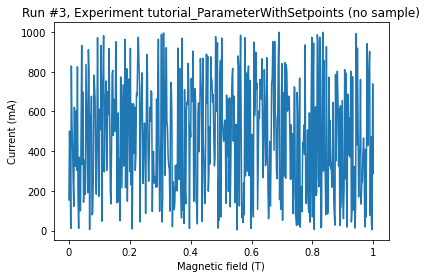 Run #3, Experiment tutorial_ParameterWithSetpoints (no sample)
1000
800
600
400
200
0
Current (mA)
0 0.2 0.4 0.6 0.8 1
Magnetic field (T)